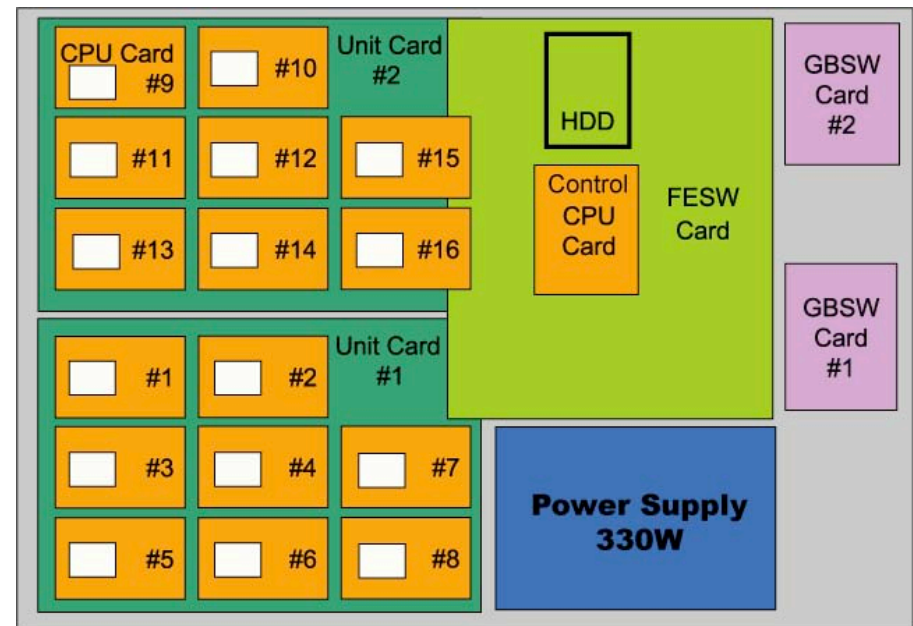 CPU Card
#9
#10
Unit Card
#2
#11
#12
#15
#13
#14
#16
HDD
Control
CPU
Card
FESW
Card
GBSW
Card
#2
GBSW
Card
#1
Unit Card
#1
#1
#2
#3
#4
#7
#5
#6
#8
Power Supply
330W